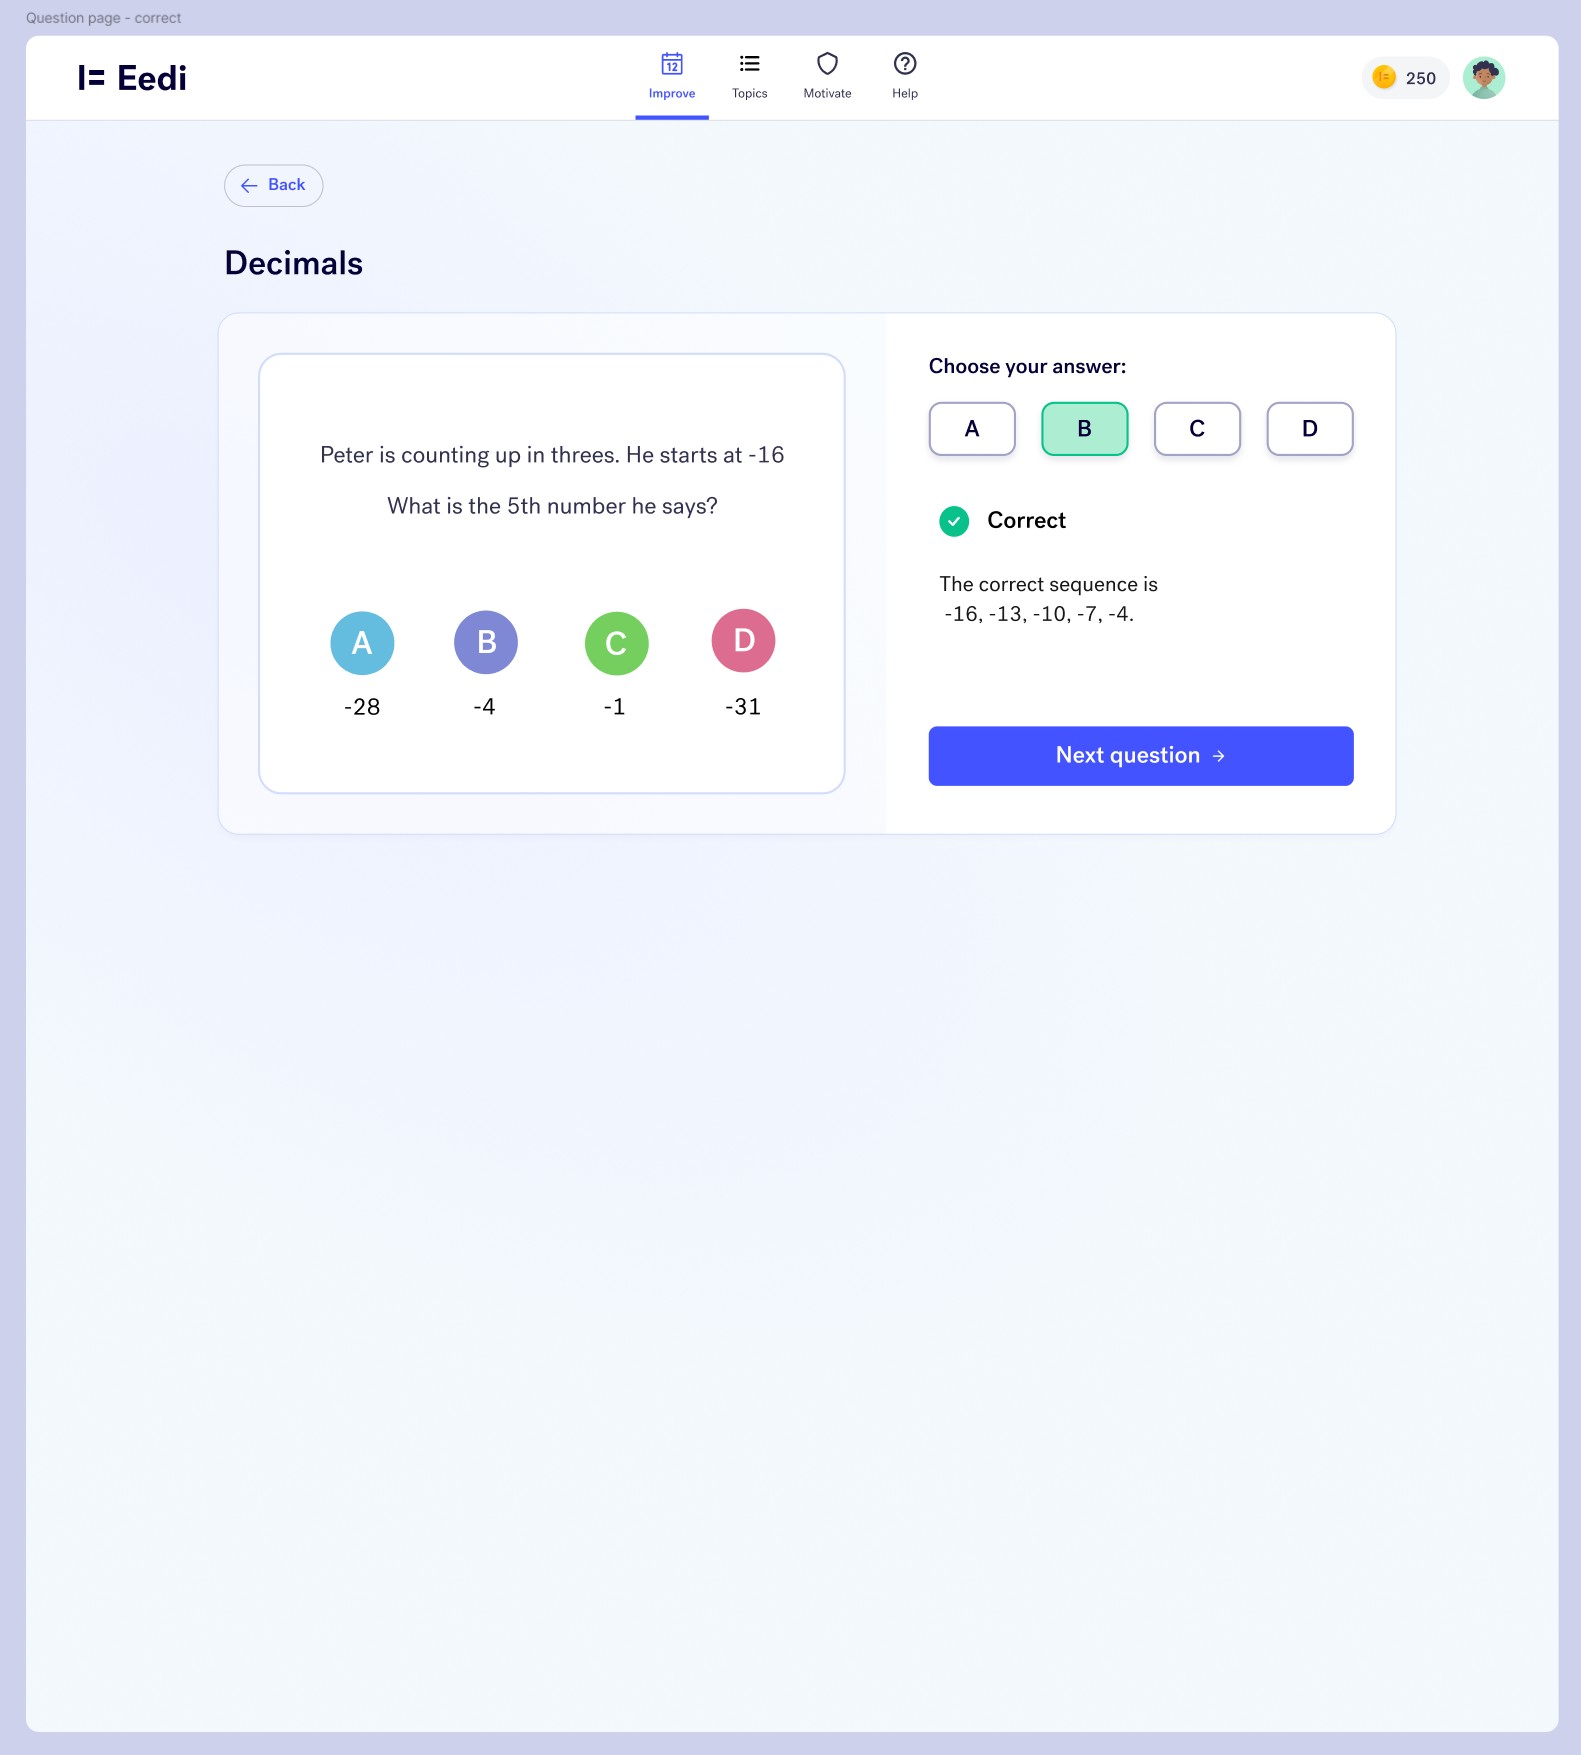 Question page - correct
I= Eedi
12
Improve
Topics
Motivate
Help
250
Back
Decimals
Peter is counting up in threes. He starts at -16
What is the 5th number he says?
A
B
C
D
-28
-4
-1
-31
Choose your answer:
A
B
C
D
Correct
The correct sequence is
-16, -13, -10, -7, -4.
Next question →